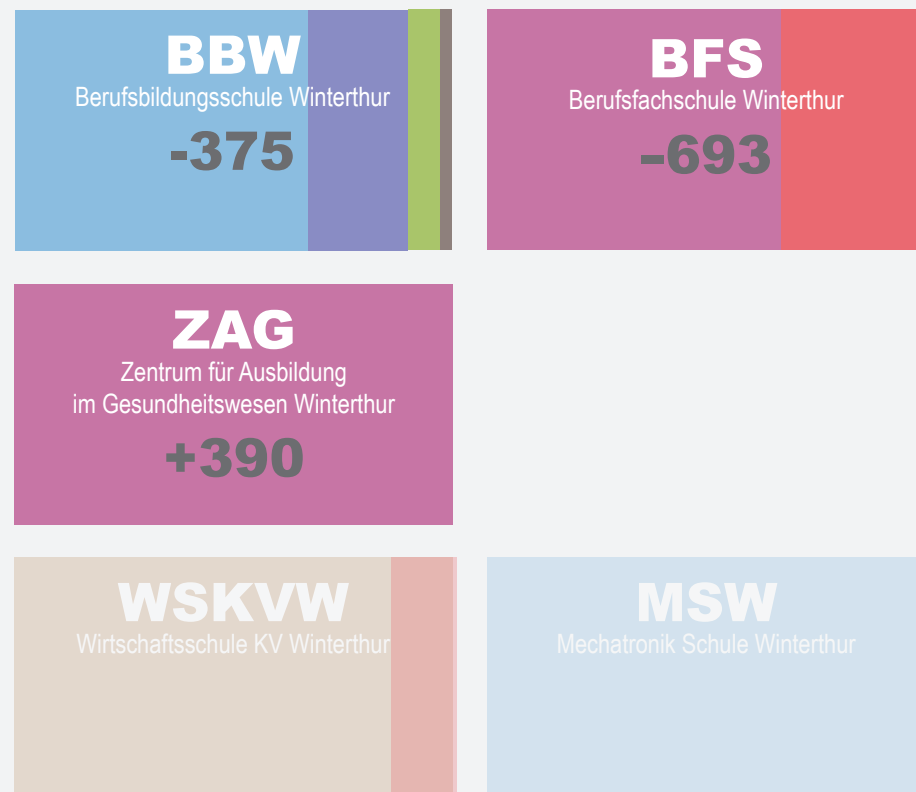 BBW
Berufsbildungsschule Winterthur
-375
BFS
Berufsfachschule Winterthur
-693
ZAG
Zentrum für Ausbildung
im Gesundheitswesen Winterthur
+390
WSKVW
Wirtschaftsschule KV Winterthur
MSW
Mechatronik Schule Winterthur